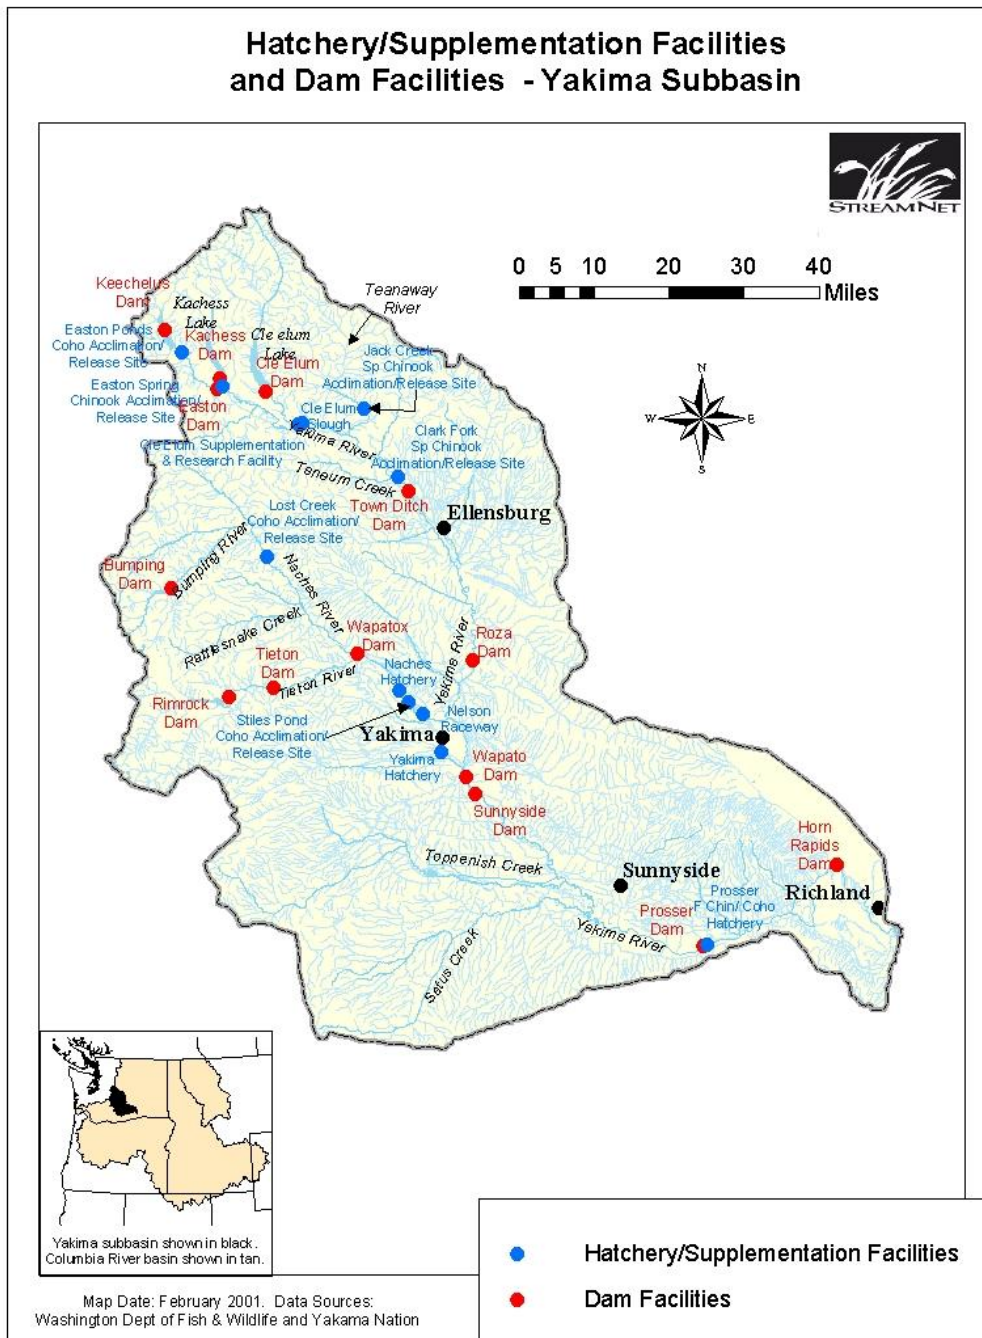 Hatchery/Supplementation Facilities
and Dam Facilities - Yakima Subbasin
STREAMNET
0 5 10 20 30 40
Miles
Teanaway
River
Keechelus
Dam
Kachess
Lake
Kachess
Dam
Cle elum
Lake
Cle Elum
Dam
Easton Ponds
Coho Acclimation/
Release Site
Jack Creek
Sp Chinook
Acclimation/Release Site
Easton Spring
Chinook Acclimation/
Release Site
Easton
Dam
Cle Elum
Slough
Yakima River
Clark Fork
Sp Chinook
Acclimation/Release Site
Cle Elum Supplementation
& Research Facility
Teneum Creek
Town Ditch
Dam
Ellensburg
Lost Creek
Coho Acclimation/
Release Site
Bumping
Dam
Bumping River
Naches River
Rattlesnake Creek
Wapatox
Dam
Roza
Dam
Yakima River
Tieton
Dam
Tieton River
Naches
Hatchery
Rimrock
Dam
Stiles Pond
Coho Acclimation/
Release Site
Nelson
Raceway
Yakima
Yakima
Hatchery
Wapato
Dam
Sunnyside
Dam
Toppenish Creek
Sunnyside
Horn
Rapids
Dam
Richland
Prosser
F Chin/ Coho
Hatchery
Prosser
Dam
Yakima River
Satus Creek
N
W E
S
Yakima subbasin shown in black.
Columbia River basin shown in tan.
Hatchery/Supplementation Facilities
Dam Facilities
Map Date: February 2001. Data Sources:
Washington Dept of Fish & Wildlife and Yakama Nation